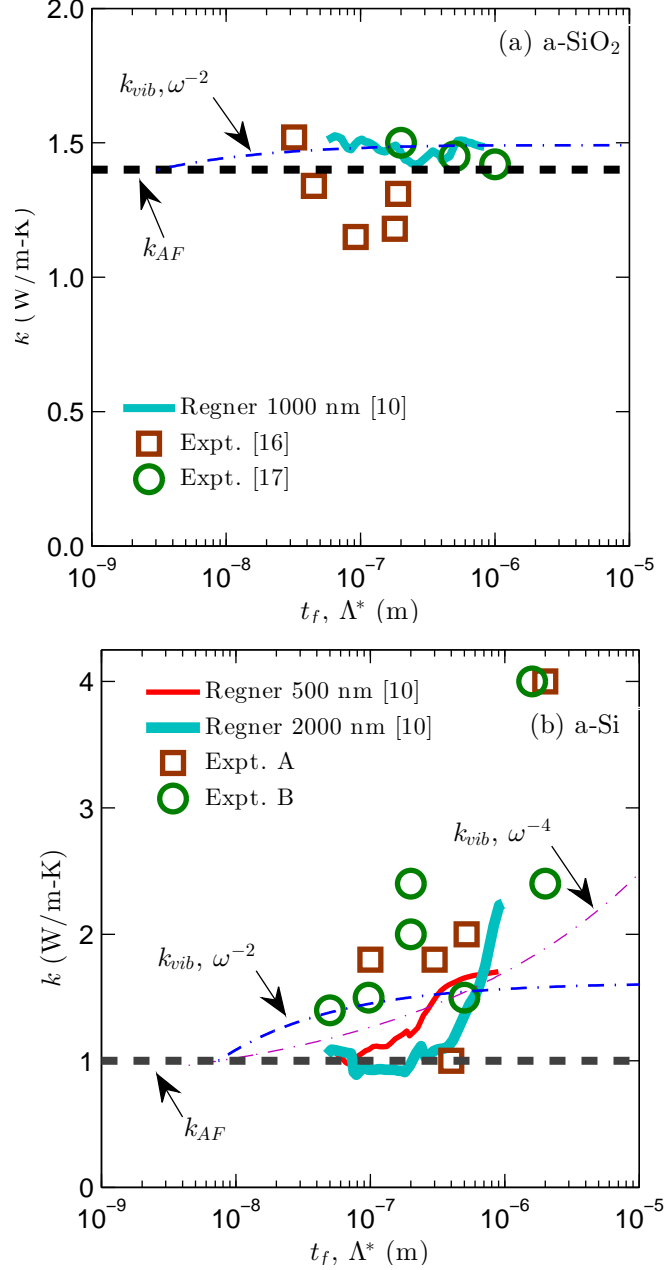 2.0
(a) a-SiO₂
k_vib, ω⁻²
1.5
k_AF
1.0
k (W/m-K)
0.5
Regner 1000 nm [10]
Expt. [16]
Expt. [17]
0.0
10⁻⁹ 10⁻⁸ 10⁻⁷ 10⁻⁶ 10⁻⁵
t_f, Λ* (m)
4
Regner 500 nm [10]
Regner 2000 nm [10]
(b) a-Si
Expt. A
Expt. B
3
k_vib, ω⁻⁴
k (W/m-K)
2
k_vib, ω⁻²
1
k_AF
0
10⁻⁹ 10⁻⁸ 10⁻⁷ 10⁻⁶ 10⁻⁵
t_f, Λ* (m)